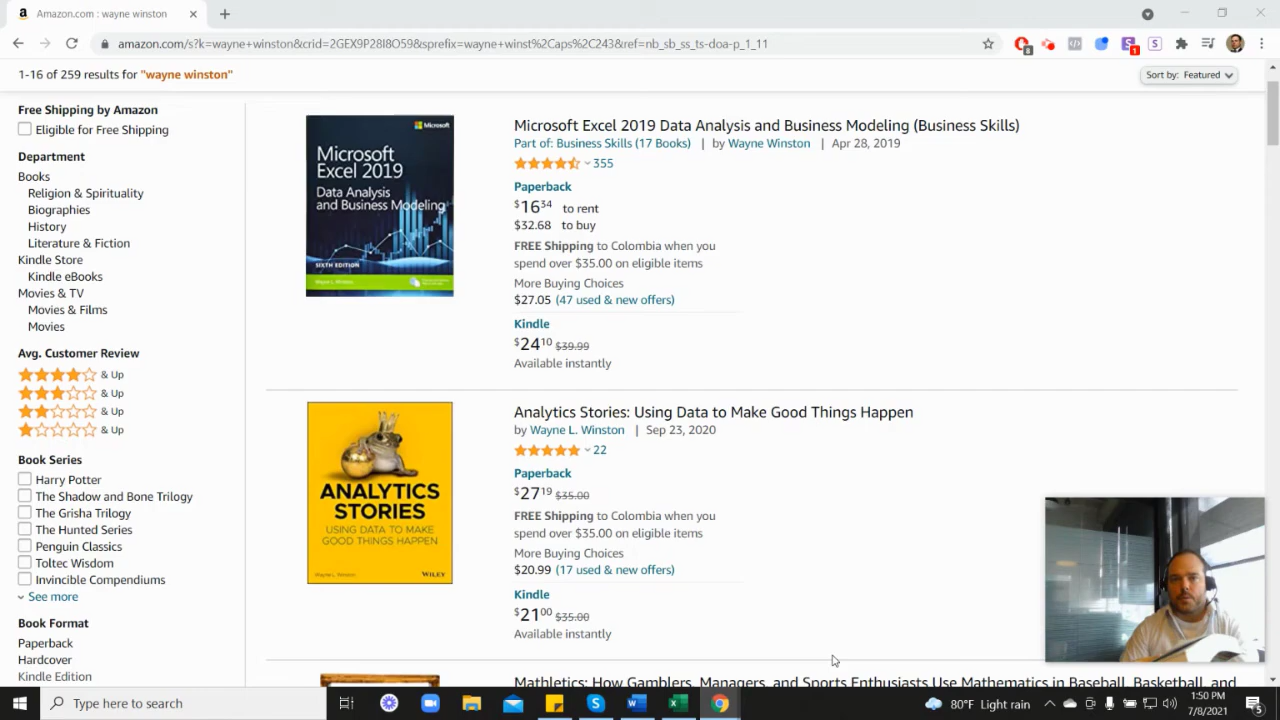 Amazon.com : wayne winston
amazon.com/s?k=wayne+winston&crid=2GEX9P28I8O59&sprefix=wayne+winst%2Caps%2C243&ref=nb_sb_ss_ts-doa-p_1_11
8
1
1-16 of 259 results for "wayne winston"
Sort by: Featured
Free Shipping by Amazon
Eligible for Free Shipping
Department
Books
Religion & Spirituality
Biographies
History
Literature & Fiction
Kindle Store
Kindle eBooks
Movies & TV
Movies & Films
Movies
Avg. Customer Review
& Up
& Up
& Up
& Up
Book Series
Harry Potter
The Shadow and Bone Trilogy
The Grisha Trilogy
The Hunted Series
Penguin Classics
Toltec Wisdom
Invincible Compendiums
See more
Book Format
Paperback
Hardcover
Kindle Edition
Microsoft
Microsoft
Excel 2019
Data Analysis
and Business Modeling
SIXTH EDITION
Wayne L. Winston
Microsoft Excel 2019 Data Analysis and Business Modeling (Business Skills)
Part of: Business Skills (17 Books) | by Wayne Winston | Apr 28, 2019
355
Paperback
$16 34 to rent
$32.68 to buy
FREE Shipping to Colombia when you
spend over $35.00 on eligible items
More Buying Choices
$27.05 (47 used & new offers)
Kindle
$24 10 $39.99
Available instantly
ANALYTICS
STORIES
USING DATA TO MAKE
GOOD THINGS HAPPEN
Wayne L. Winston
WILEY
Analytics Stories: Using Data to Make Good Things Happen
by Wayne L. Winston | Sep 23, 2020
22
Paperback
$27 19 $35.00
FREE Shipping to Colombia when you
spend over $35.00 on eligible items
More Buying Choices
$20.99 (17 used & new offers)
Kindle
$21 00 $35.00
Available instantly
Mathletics: How Gamblers, Managers, and Sports Enthusiasts Use Mathematics in Baseball, Basketball, and
Type here to search
80°F Light rain
1:50 PM
7/8/2021
5